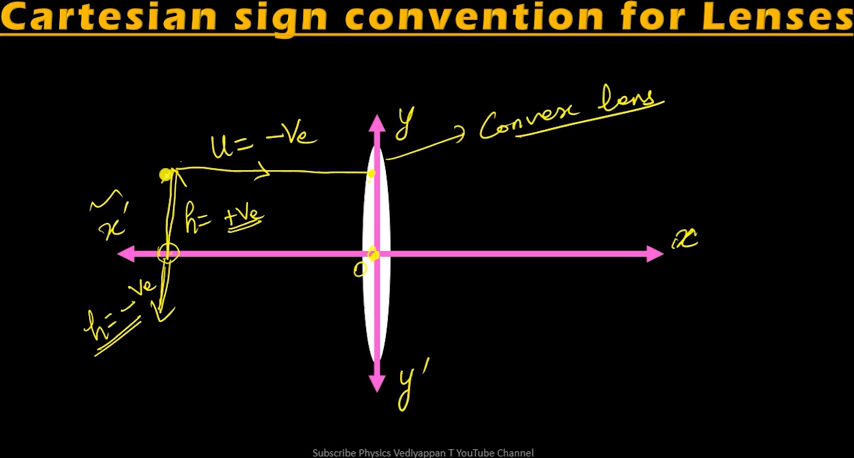 Cartesian sign convention for Lenses
y
Convex lens
u = -Ve
h = +Ve
x'
x
O
h = -Ve
y'
Subscribe Physics Vediyappan T YouTube Channel